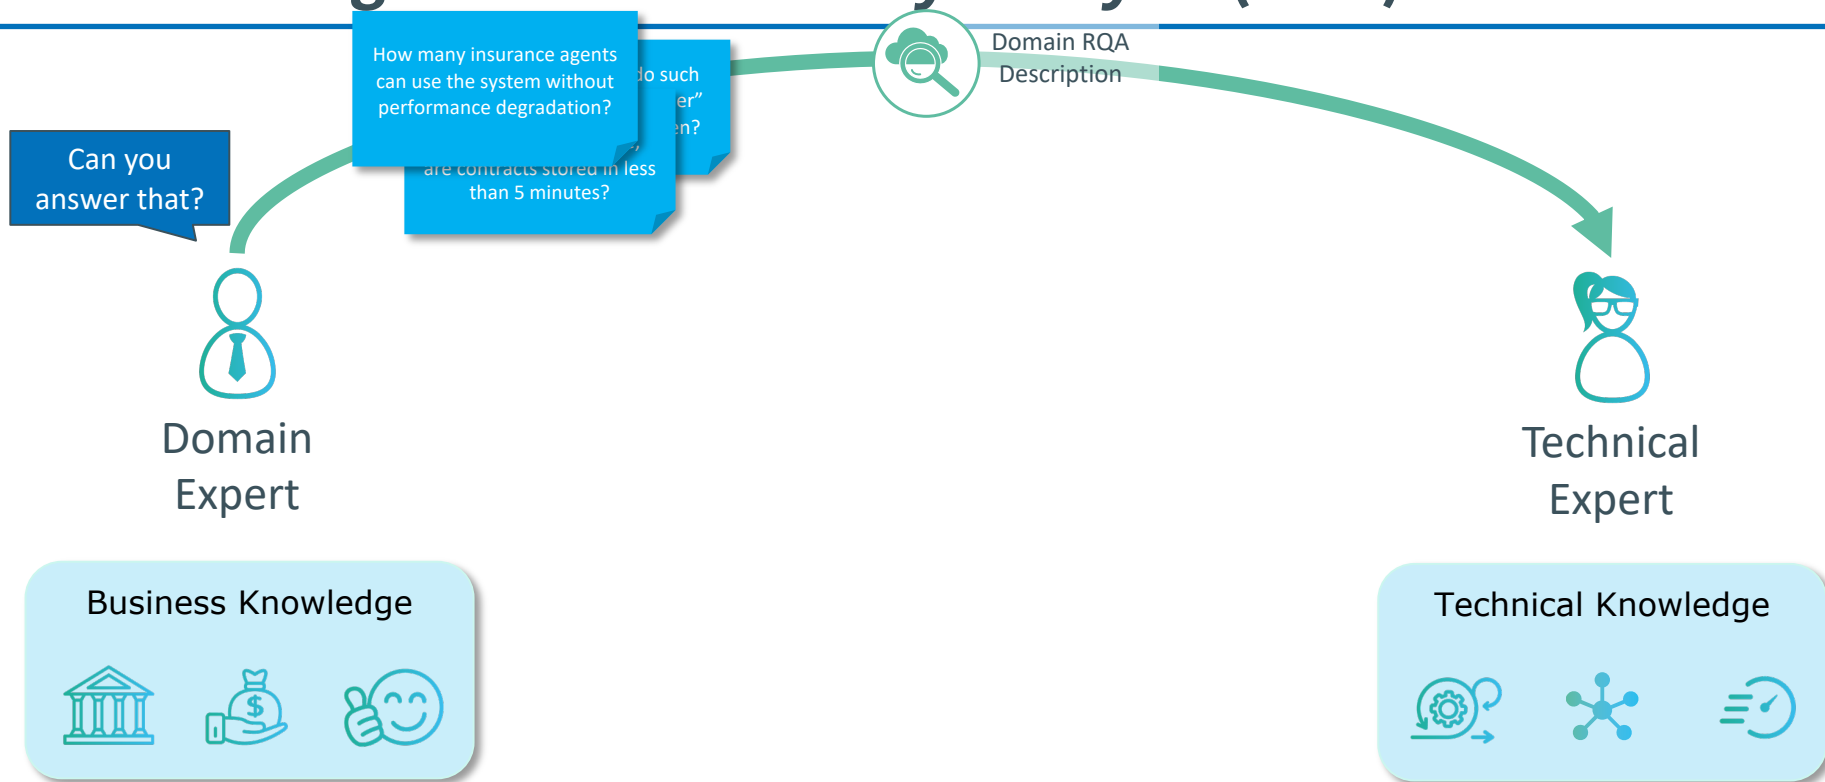 How many insurance agents
can use the system without
performance degradation?
do such
er”
en?
are contracts stored in less
than 5 minutes?
Domain RQA
Description
Can you
answer that?
Domain
Expert
Technical
Expert
Business Knowledge
Technical Knowledge
$